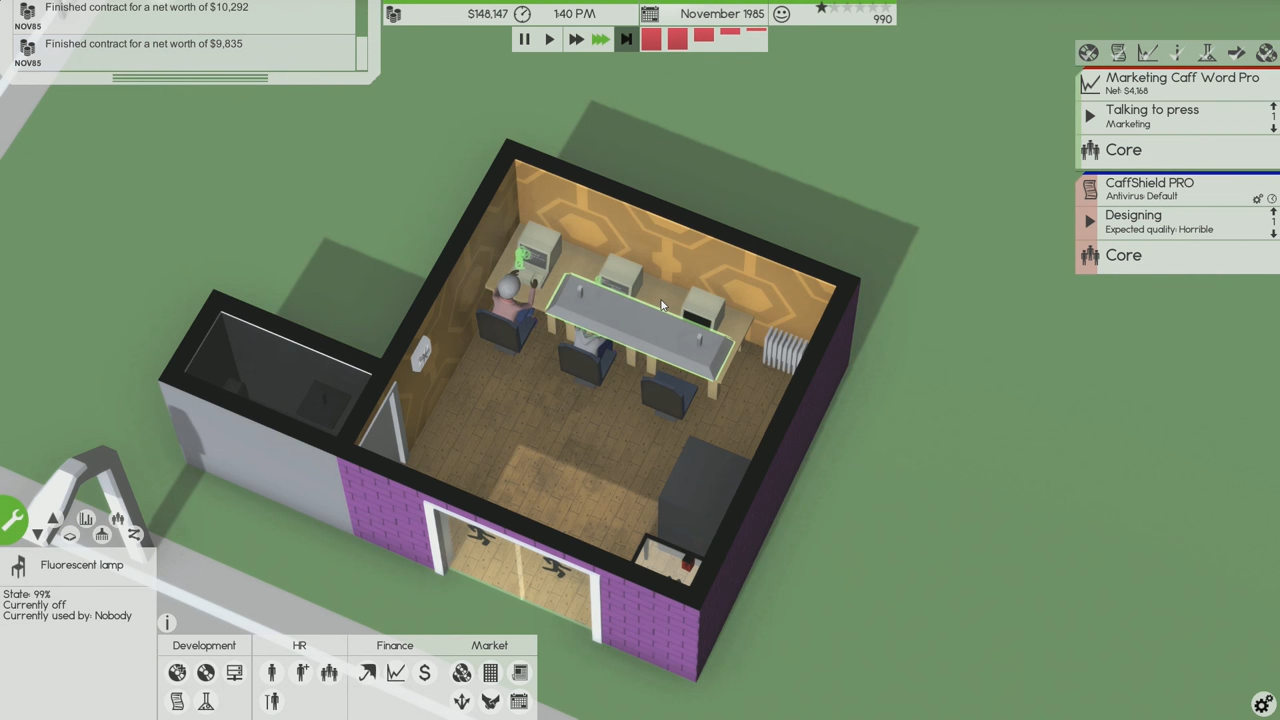 Finished contract for a net worth of $10,292
NOV85
Finished contract for a net worth of $9,835
NOV85
$148,147
1:40 PM
November 1985
990
Marketing Caff Word Pro
Net: $4,168
Talking to press
Marketing
1
Core
CaffShield PRO
Antivirus: Default
Designing
Expected quality: Horrible
1
Core
Fluorescent lamp
State: 99%
Currently off
Currently used by: Nobody
Development
HR
Finance
Market